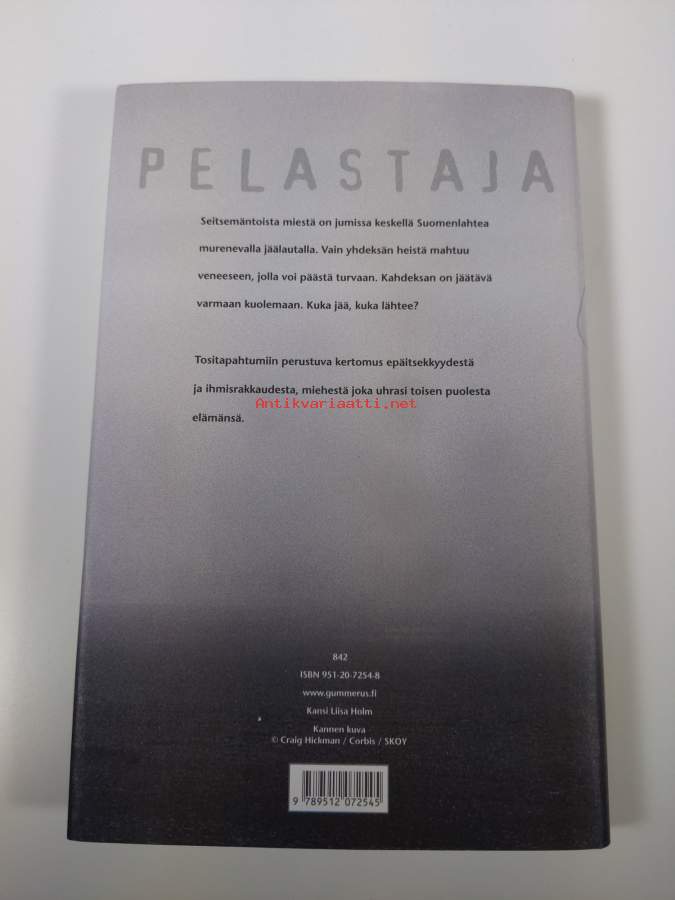 PELASTAJA
Seitsemäntoista miestä on jumissa keskellä Suomenlahtea
murenevalla jäälautalla. Vain yhdeksän heistä mahtuu
veneeseen, jolla voi päästä turvaan. Kahdeksan on jäätävä
varmaan kuolemaan. Kuka jää, kuka lähtee?
Tositapahtumiin perustuva kertomus epäitsekkyydestä
ja ihmisrakkaudesta, miehestä joka uhrasi toisen puolesta
Antikvariaatti.net
elämänsä.
842
ISBN 951-20-7254-8
www.gummerus.fi
Kansi Liisa Holm
Kannen kuva
© Craig Hickman / Corbis / SKOY
9 789512 072545